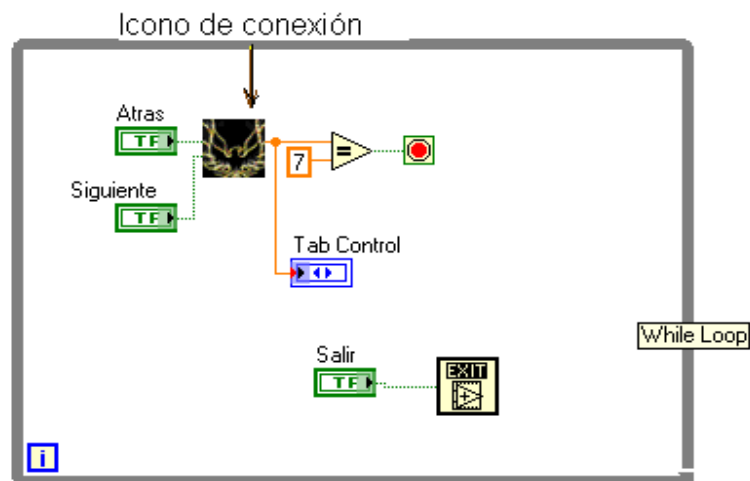 Icono de conexión
Atras
TF
7
=
Siguiente
TF
Tab Control
While Loop
Salir
TF
EXIT
i